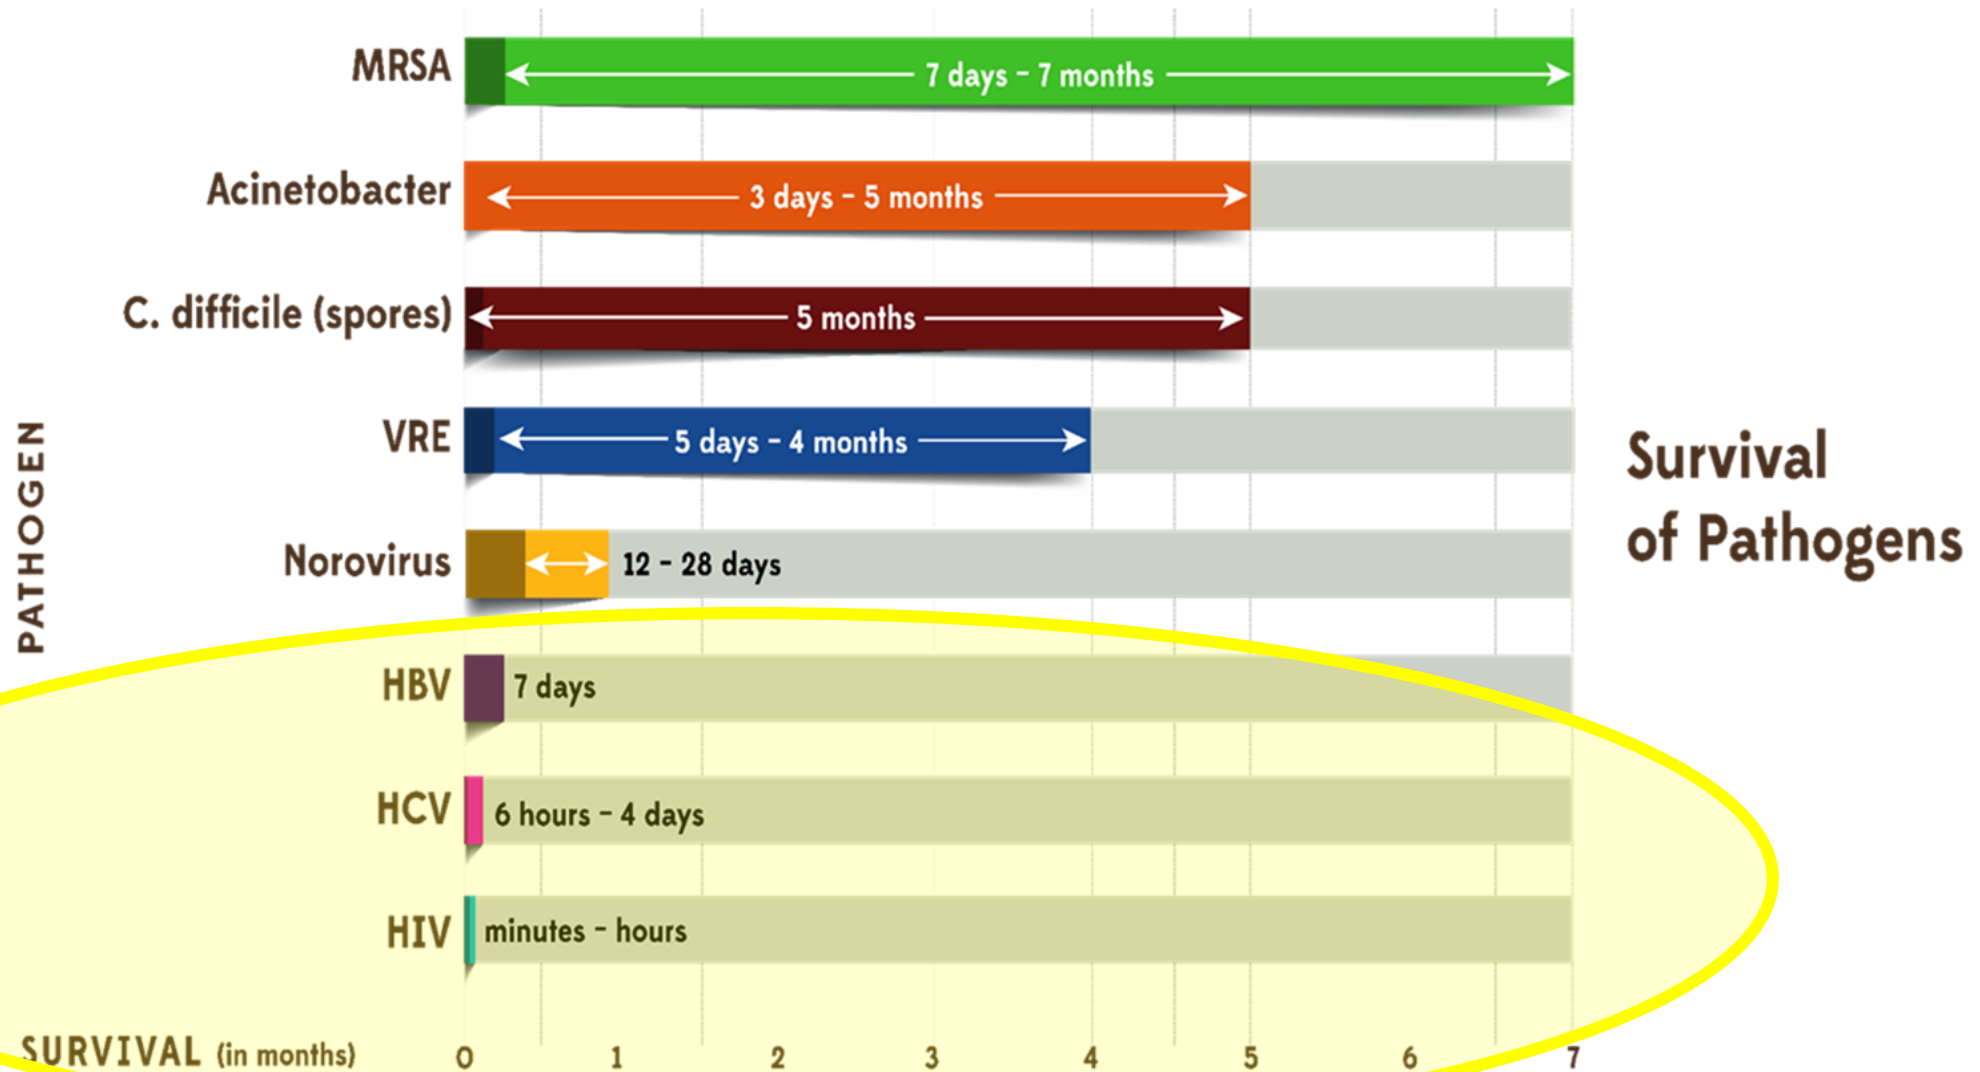 MRSA
7 days – 7 months
Acinetobacter
3 days – 5 months
C. difficile (spores)
5 months
VRE
5 days – 4 months
Norovirus
12 – 28 days
HBV
7 days
HCV
6 hours – 4 days
HIV
minutes – hours
PATHOGEN
Survival
of Pathogens
SURVIVAL (in months)
0 1 2 3 4 5 6 7